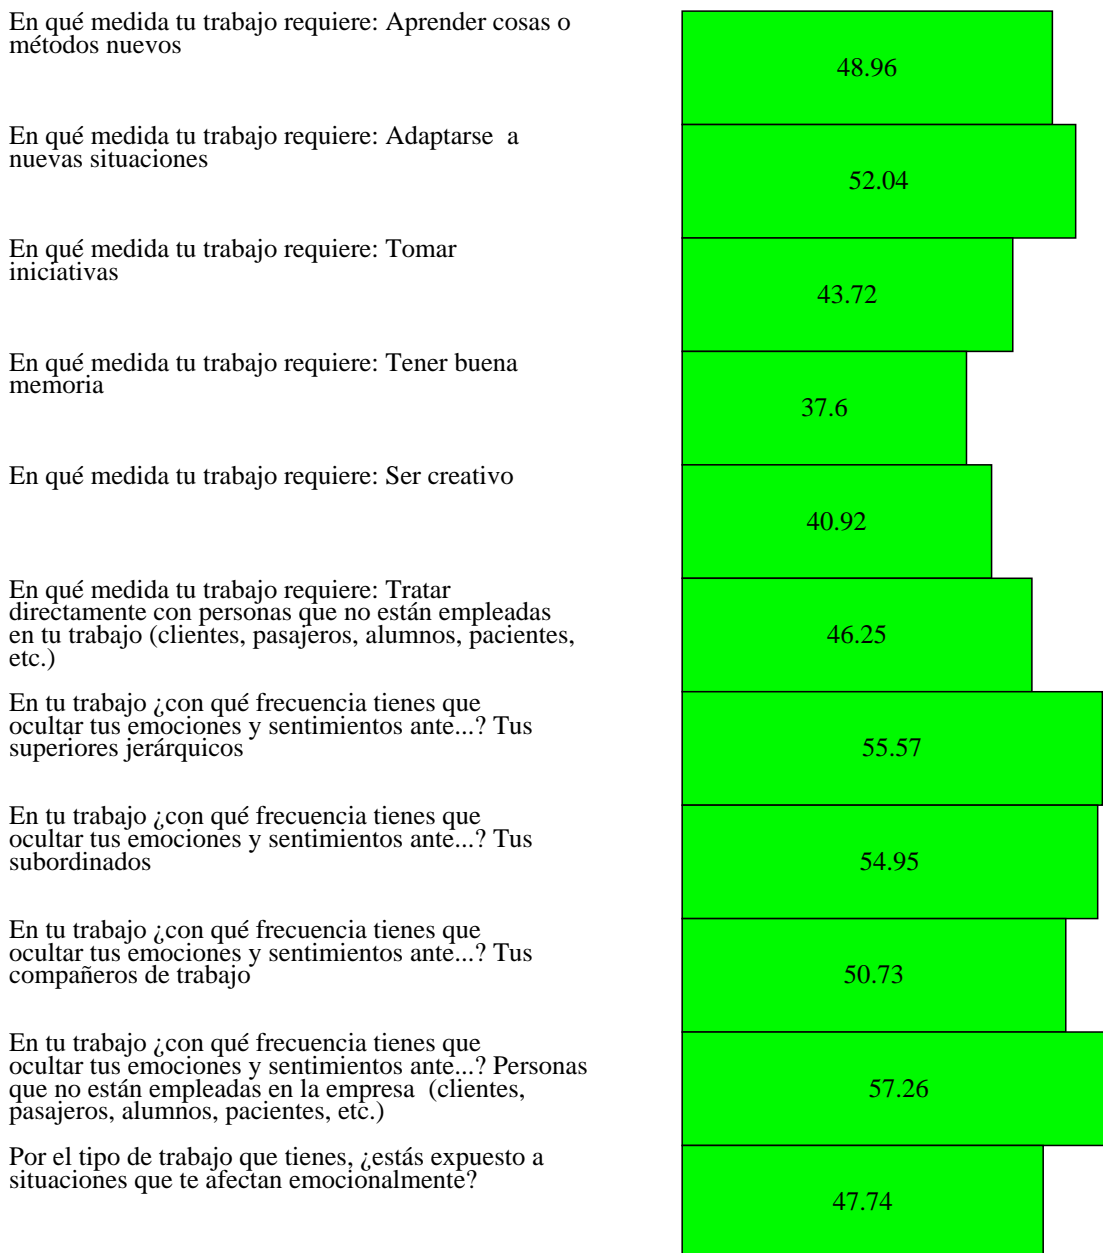 En qué medida tu trabajo requiere: Aprender cosas o
métodos nuevos
48.96
En qué medida tu trabajo requiere: Adaptarse  a
nuevas situaciones
52.04
En qué medida tu trabajo requiere: Tomar
iniciativas
43.72
En qué medida tu trabajo requiere: Tener buena
memoria
37.6
En qué medida tu trabajo requiere: Ser creativo
40.92
En qué medida tu trabajo requiere: Tratar
directamente con personas que no están empleadas
en tu trabajo (clientes, pasajeros, alumnos, pacientes,
etc.)
46.25
En tu trabajo ¿con qué frecuencia tienes que
ocultar tus emociones y sentimientos ante...? Tus
superiores jerárquicos
55.57
En tu trabajo ¿con qué frecuencia tienes que
ocultar tus emociones y sentimientos ante...? Tus
subordinados
54.95
En tu trabajo ¿con qué frecuencia tienes que
ocultar tus emociones y sentimientos ante...? Tus
compañeros de trabajo
50.73
En tu trabajo ¿con qué frecuencia tienes que
ocultar tus emociones y sentimientos ante...? Personas
que no están empleadas en la empresa  (clientes,
pasajeros, alumnos, pacientes, etc.)
57.26
Por el tipo de trabajo que tienes, ¿estás expuesto a
situaciones que te afectan emocionalmente?
47.74